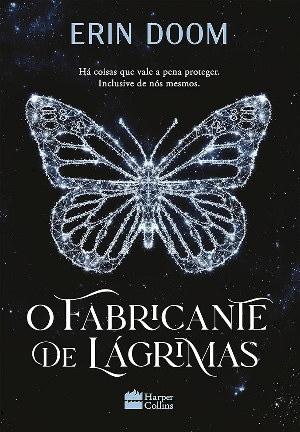 ERIN DOOM
Há coisas que vale a pena proteger.
Inclusive de nós mesmos.
O FABRICANTE
DE LÁGRIMAS
Harper
Collins